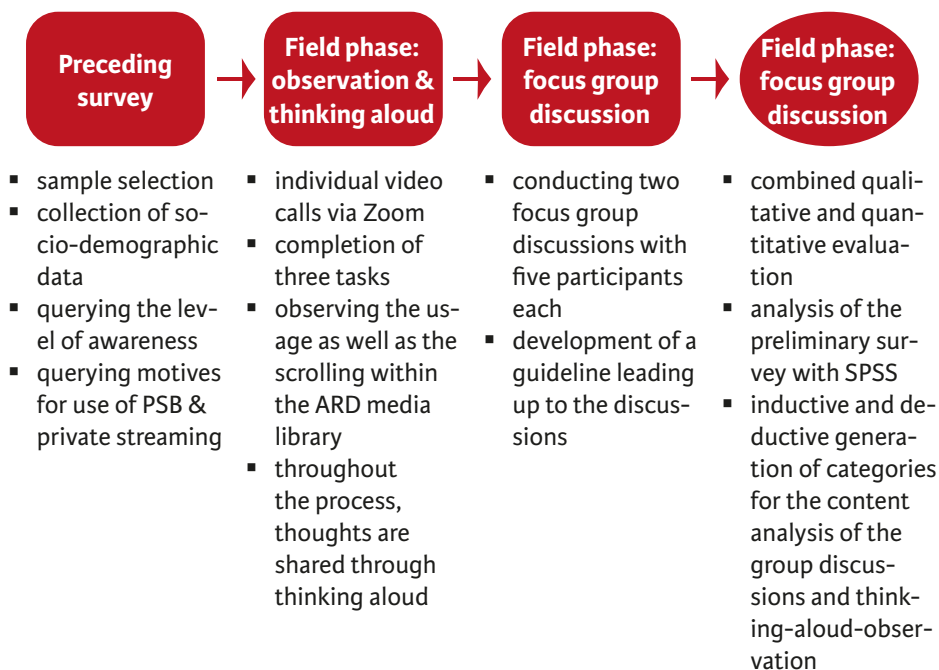 Preceding
survey
Field phase:
observation &
thinking aloud
Field phase:
focus group
discussion
Field phase:
focus group
discussion
▪ sample selection
▪ collection of so-
cio-demographic
data
▪ querying the lev-
el of awareness
▪ querying motives
for use of PSB &
private streaming
▪ individual video
calls via Zoom
▪ completion of
three tasks
▪ observing the us-
age as well as the
scrolling within
the ARD media
library
▪ throughout
the process,
thoughts are
shared through
thinking aloud
▪ conducting two
focus group
discussions with
five participants
each
▪ development of a
guideline leading
up to the discus-
sions
▪ combined quali-
tative and quan-
titative evalua-
tion
▪ analysis of the
preliminary sur-
vey with SPSS
▪ inductive and de-
ductive genera-
tion of categories
for the content
analysis of the
group discus-
sions and think-
ing-aloud-obser-
vation